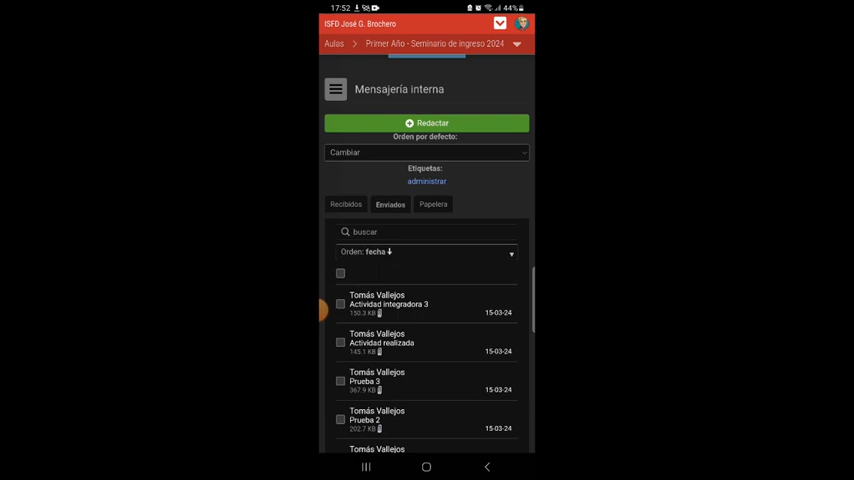 17:52
44%
ISFD José G. Brochero
Aulas
Primer Año - Seminario de ingreso 2024
Mensajería interna
Redactar
Orden por defecto:
Cambiar
Etiquetas:
administrar
Recibidos Enviados Papelera
buscar
Orden: fecha
Tomás Vallejos
Actividad integradora 3
150.3 KB 15-03-24
Tomás Vallejos
Actividad realizada
145.1 KB 15-03-24
Tomás Vallejos
Prueba 3
367.9 KB 15-03-24
Tomás Vallejos
Prueba 2
202.7 KB 15-03-24
Tomás Vallejos